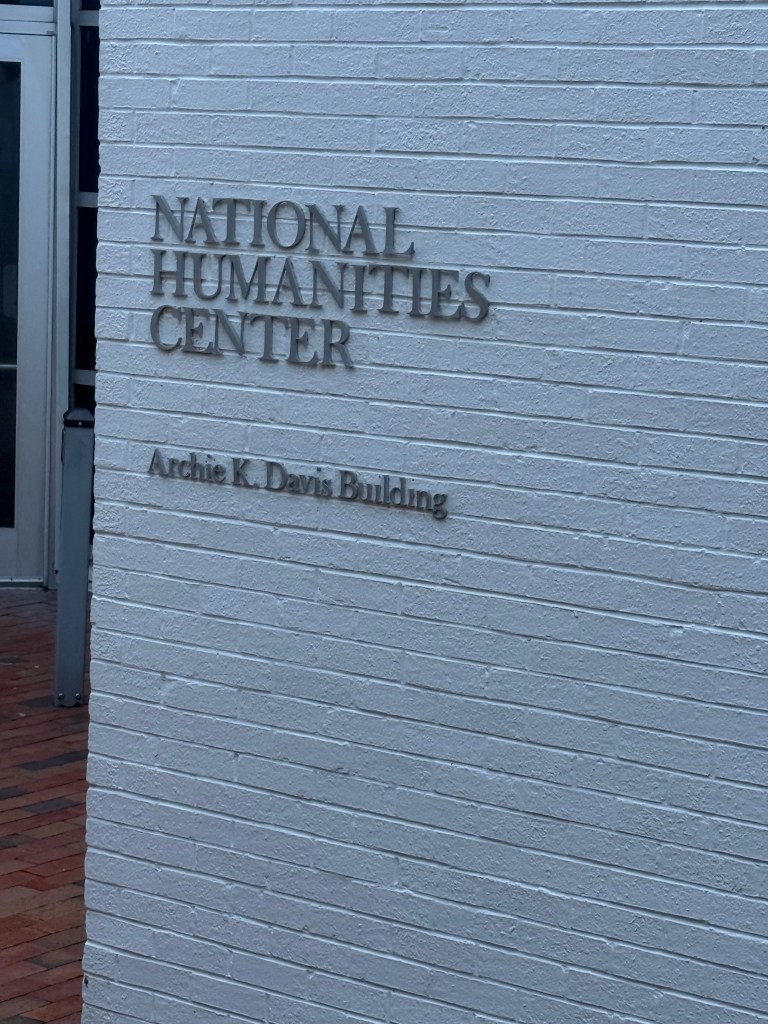 NATIONAL
HUMANITIES
CENTER
Archie K. Davis Building